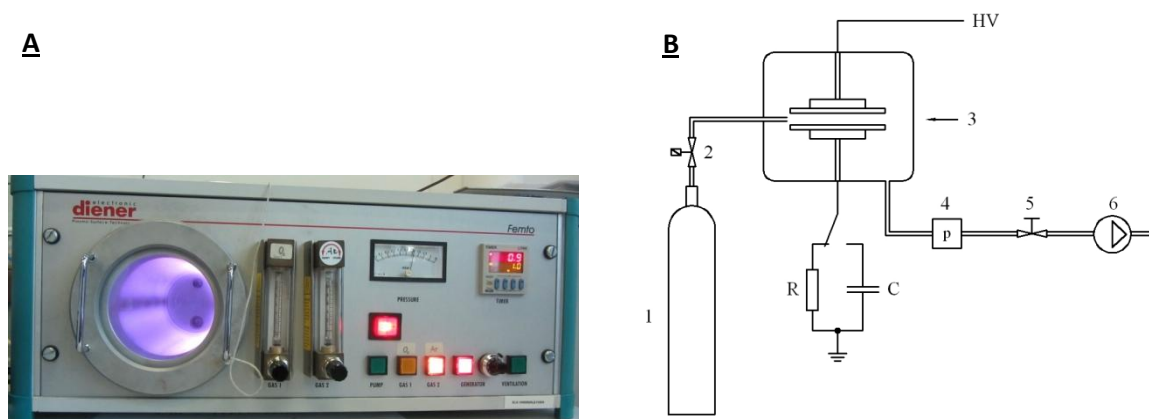 A
electronic
diener
Femto
O₂
PRESSURE
0.9
1.0
TIMER
GAS 1
GAS 2
PUMP
O₂
GAS 1
Ar
GAS 2
GENERATOR
VENTILATION
B
HV
3
2
4
5
6
p
R
C
1